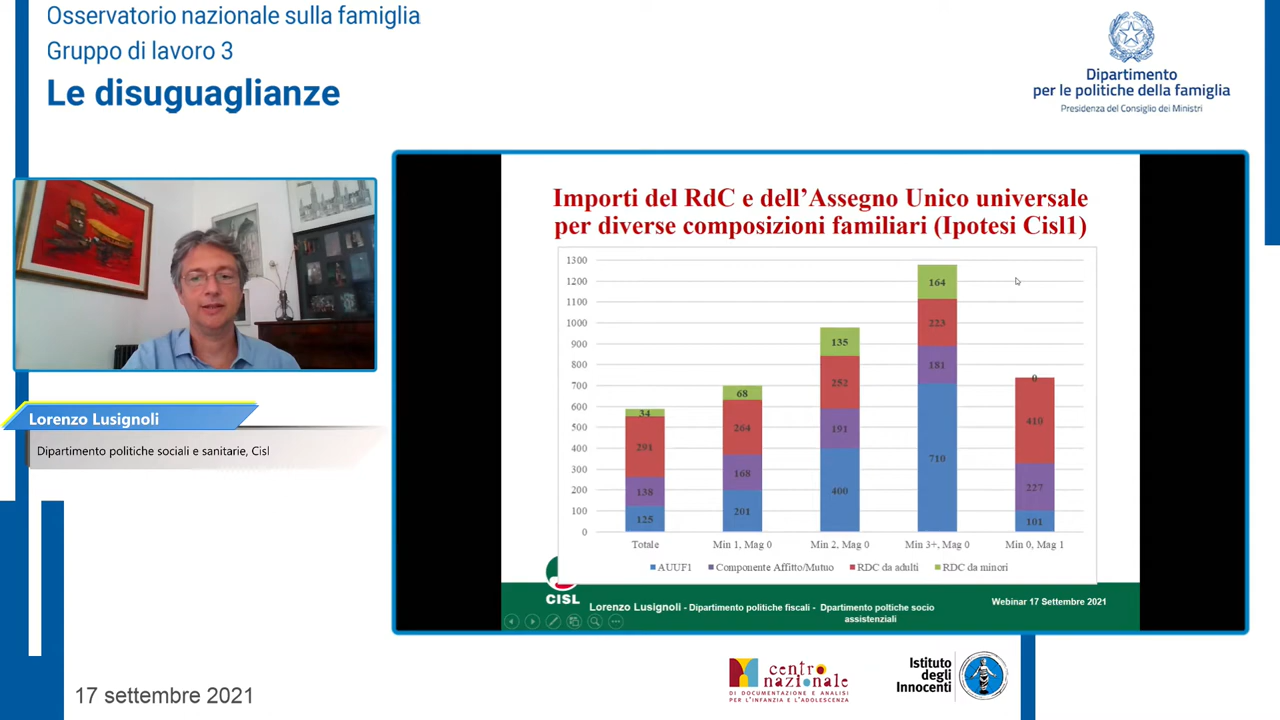 Osservatorio nazionale sulla famiglia
Gruppo di lavoro 3
Le disuguaglianze
Dipartimento
per le politiche della famiglia
Presidenza del Consiglio dei Ministri
Importi del RdC e dell'Assegno Unico universale
per diverse composizioni familiari (Ipotesi Cisl1)
1300
1200
1100
1000
900
800
700
600
500
400
300
200
100
0
34
291
138
125
68
264
168
201
135
252
191
400
164
223
181
710
0
410
227
101
Totale
Min 1, Mag 0
Min 2, Mag 0
Min 3+, Mag 0
Min 0, Mag 1
AUUF1
Componente Affitto/Mutuo
RDC da adulti
RDC da minori
CISL
Lorenzo Lusignoli - Dipartimento politiche fiscali - Dpartimento poltiche socio
assistenziali
Webinar 17 Settembre 2021
Lorenzo Lusignoli
Dipartimento politiche sociali e sanitarie, Cisl
17 settembre 2021
centro
nazionale
DI DOCUMENTAZIONE E ANALISI
PER L'INFANZIA E L'ADOLESCENZA
Istituto
degli
Innocenti